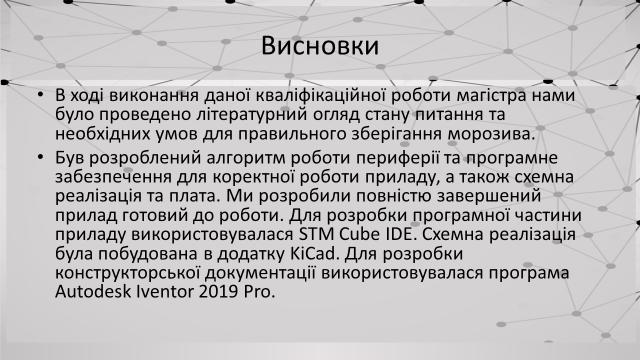 Висновки
• В ході виконання даної кваліфікаційної роботи магістра нами
було проведено літературний огляд стану питання та
необхідних умов для правильного зберігання морозива.
• Був розроблений алгоритм роботи периферії та програмне
забезпечення для коректної роботи приладу, а також схемна
реалізація та плата. Ми розробили повністю завершений
прилад готовий до роботи. Для розробки програмної частини
приладу використовувалася STM Cube IDE. Схемна реалізація
була побудована в додатку KiCad. Для розробки
конструкторської документації використовувалася програма
Autodesk Iventor 2019 Pro.